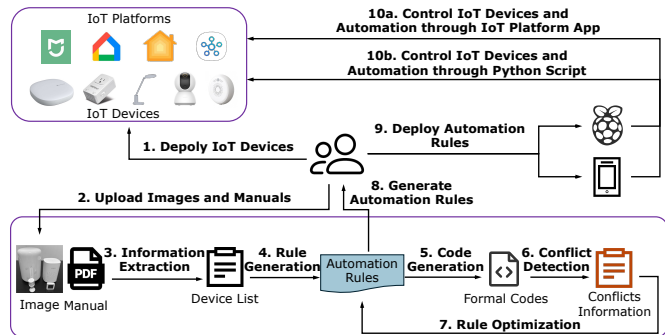 IoT Platforms
IoT Devices
10a. Control IoT Devices and
Automation through IoT Platform App
10b. Control IoT Devices and
Automation through Python Script
1. Depoly IoT Devices
9. Deploy Automation
Rules
2. Upload Images and Manuals
8. Generate
Automation Rules
3. Information
Extraction
4. Rule
Generation
Automation
Rules
5. Code
Generation
6. Conflict
Detection
PDF
Image
Manual
Device List
Formal Codes
Conflicts
Information
7. Rule Optimization